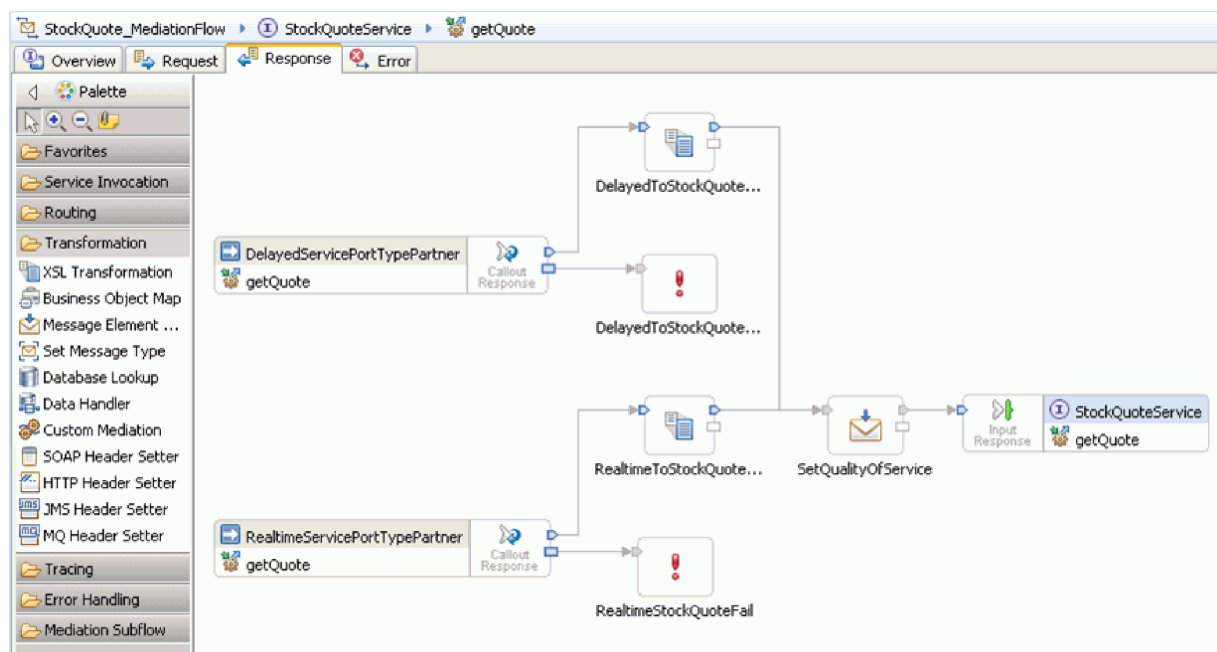 StockQuote_MediationFlow StockQuoteService getQuote
Overview Request Response Error
Palette
Favorites
Service Invocation
Routing
Transformation
XSL Transformation
Business Object Map
Message Element ...
Set Message Type
Database Lookup
Data Handler
Custom Mediation
SOAP Header Setter
HTTP Header Setter
JMS Header Setter
MQ Header Setter
Tracing
Error Handling
Mediation Subflow
DelayedToStockQuote...
DelayedServicePortTypePartner
getQuote
Callout
Response
DelayedToStockQuote...
RealtimeToStockQuote...
SetQualityOfService
Input
Response
StockQuoteService
getQuote
RealtimeServicePortTypePartner
getQuote
Callout
Response
RealtimeStockQuoteFail